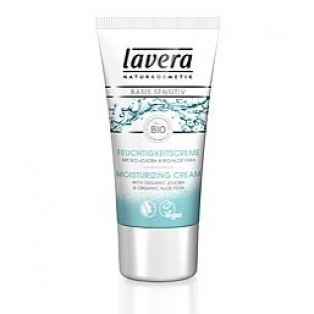 lavera
NATURKOSMETIK
BASIS SENSITIV
BIO
FEUCHTIGKEITSCREME
MIT BIO-JOJOBA & BIO-ALOE VERA
MOISTURIZING CREAM
WITH ORGANIC JOJOBA
& ORGANIC ALOE VERA
vegan